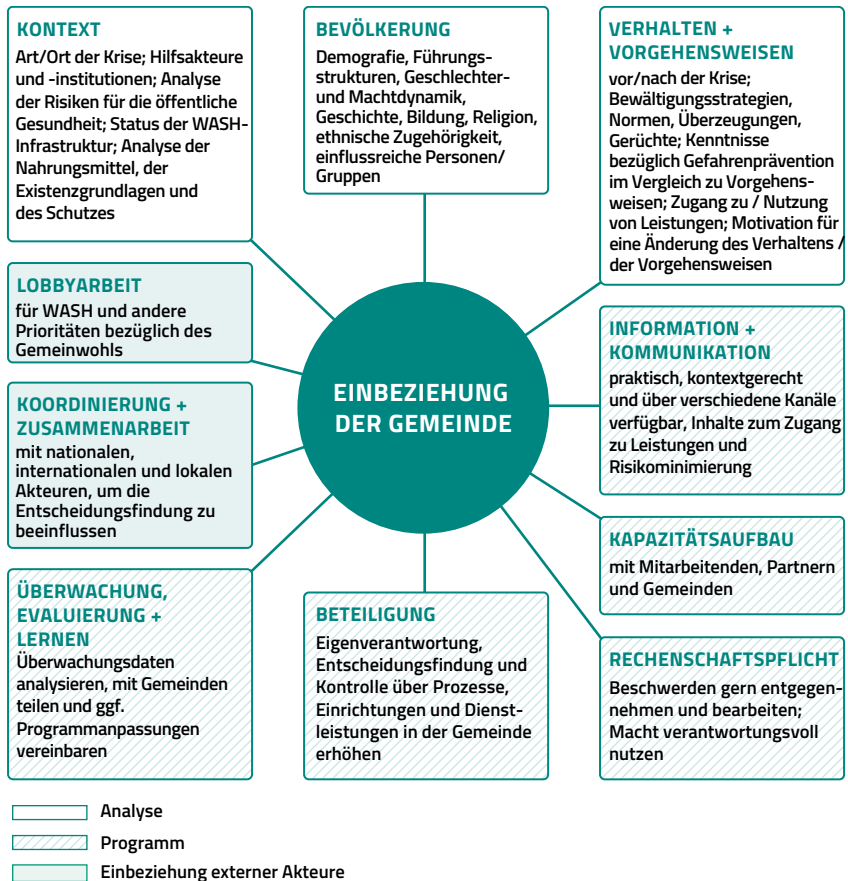 KONTEXT
Art/Ort der Krise; Hilfsakteure
und -institutionen; Analyse
der Risiken für die öffentliche
Gesundheit; Status der WASH-
Infrastruktur; Analyse der
Nahrungsmittel, der
Existenzgrundlagen und
des Schutzes
BEVÖLKERUNG
Demografie, Führungs-
strukturen, Geschlechter-
und Machtdynamik,
Geschichte, Bildung, Religion,
ethnische Zugehörigkeit,
einflussreiche Personen/
Gruppen
VERHALTEN +
VORGEHENSWEISEN
vor/nach der Krise;
Bewältigungsstrategien,
Normen, Überzeugungen,
Gerüchte; Kenntnisse
bezüglich Gefahrenprävention
im Vergleich zu Vorgehens-
weisen; Zugang zu / Nutzung
von Leistungen; Motivation für
eine Änderung des Verhaltens /
der Vorgehensweisen
LOBBYARBEIT
für WASH und andere
Prioritäten bezüglich des
Gemeinwohls
KOORDINIERUNG +
ZUSAMMENARBEIT
mit nationalen,
internationalen und lokalen
Akteuren, um die
Entscheidungsfindung zu
beeinflussen
EINBEZIEHUNG
DER GEMEINDE
INFORMATION +
KOMMUNIKATION
praktisch, kontextgerecht
und über verschiedene Kanäle
verfügbar, Inhalte zum Zugang
zu Leistungen und
Risikominimierung
KAPAZITÄTSAUFBAU
mit Mitarbeitenden, Partnern
und Gemeinden
ÜBERWACHUNG,
EVALUIERUNG +
LERNEN
Überwachungsdaten
analysieren, mit Gemeinden
teilen und ggf.
Programmanpassungen
vereinbaren
BETEILIGUNG
Eigenverantwortung,
Entscheidungsfindung und
Kontrolle über Prozesse,
Einrichtungen und Dienst-
leistungen in der Gemeinde
erhöhen
RECHENSCHAFTSPFLICHT
Beschwerden gern entgegen-
nehmen und bearbeiten;
Macht verantwortungsvoll
nutzen
Analyse
Programm
Einbeziehung externer Akteure